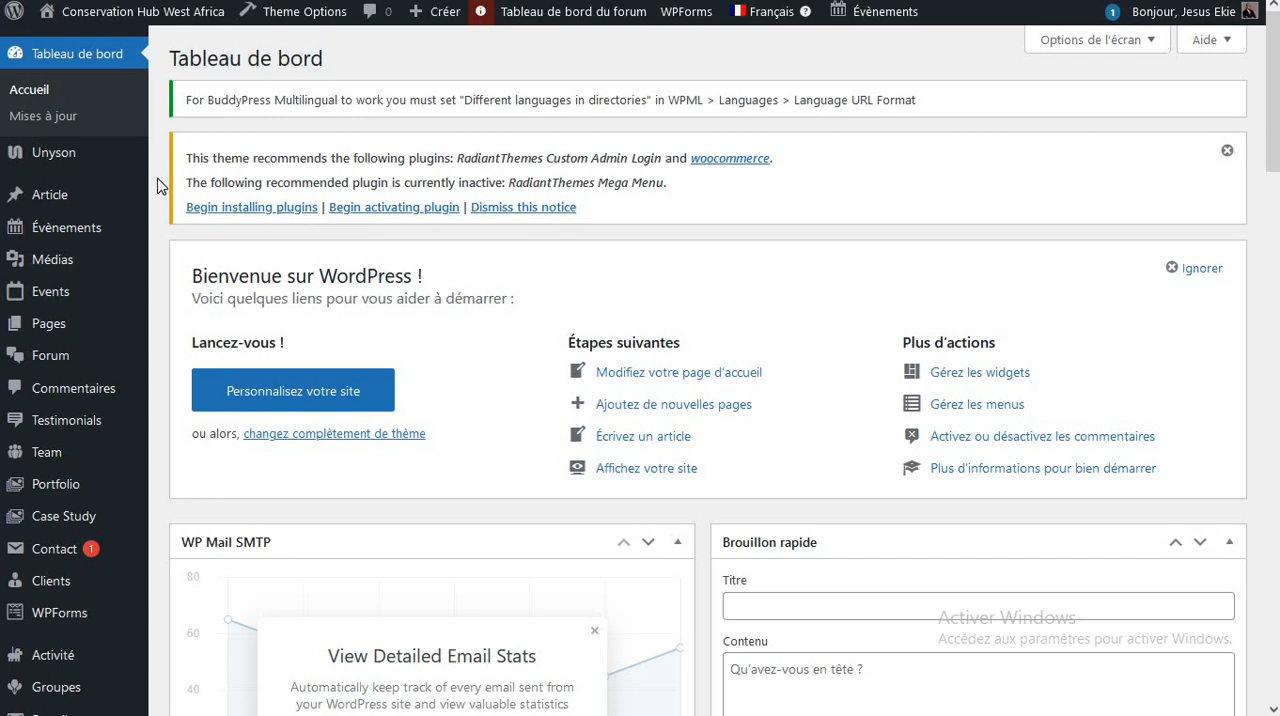 Conservation Hub West Africa
Theme Options
0
Créer
Tableau de bord du forum
WPForms
Français
Évènements
1
Bonjour, Jesus Ekie
Tableau de bord
Accueil
Mises à jour
Unyson
Article
Évènements
Médias
Events
Pages
Forum
Commentaires
Testimonials
Team
Portfolio
Case Study
Contact 1
Clients
WPForms
Activité
Groupes
Options de l'écran
Aide
Tableau de bord
For BuddyPress Multilingual to work you must set "Different languages in directories" in WPML > Languages > Language URL Format
This theme recommends the following plugins: RadiantThemes Custom Admin Login and woocommerce.
The following recommended plugin is currently inactive: RadiantThemes Mega Menu.
Begin installing plugins | Begin activating plugin | Dismiss this notice
Bienvenue sur WordPress !
Ignorer
Voici quelques liens pour vous aider à démarrer :
Lancez-vous !
Personnalisez votre site
ou alors, changez complètement de thème
Étapes suivantes
Modifiez votre page d'accueil
Ajoutez de nouvelles pages
Écrivez un article
Affichez votre site
Plus d'actions
Gérez les widgets
Gérez les menus
Activez ou désactivez les commentaires
Plus d'informations pour bien démarrer
WP Mail SMTP
80
60
40
View Detailed Email Stats
Automatically keep track of every email sent from
your WordPress site and view valuable statistics
Brouillon rapide
Titre
Contenu
Qu'avez-vous en tête ?
Activer Windows
Accédez aux paramètres pour activer Windows.